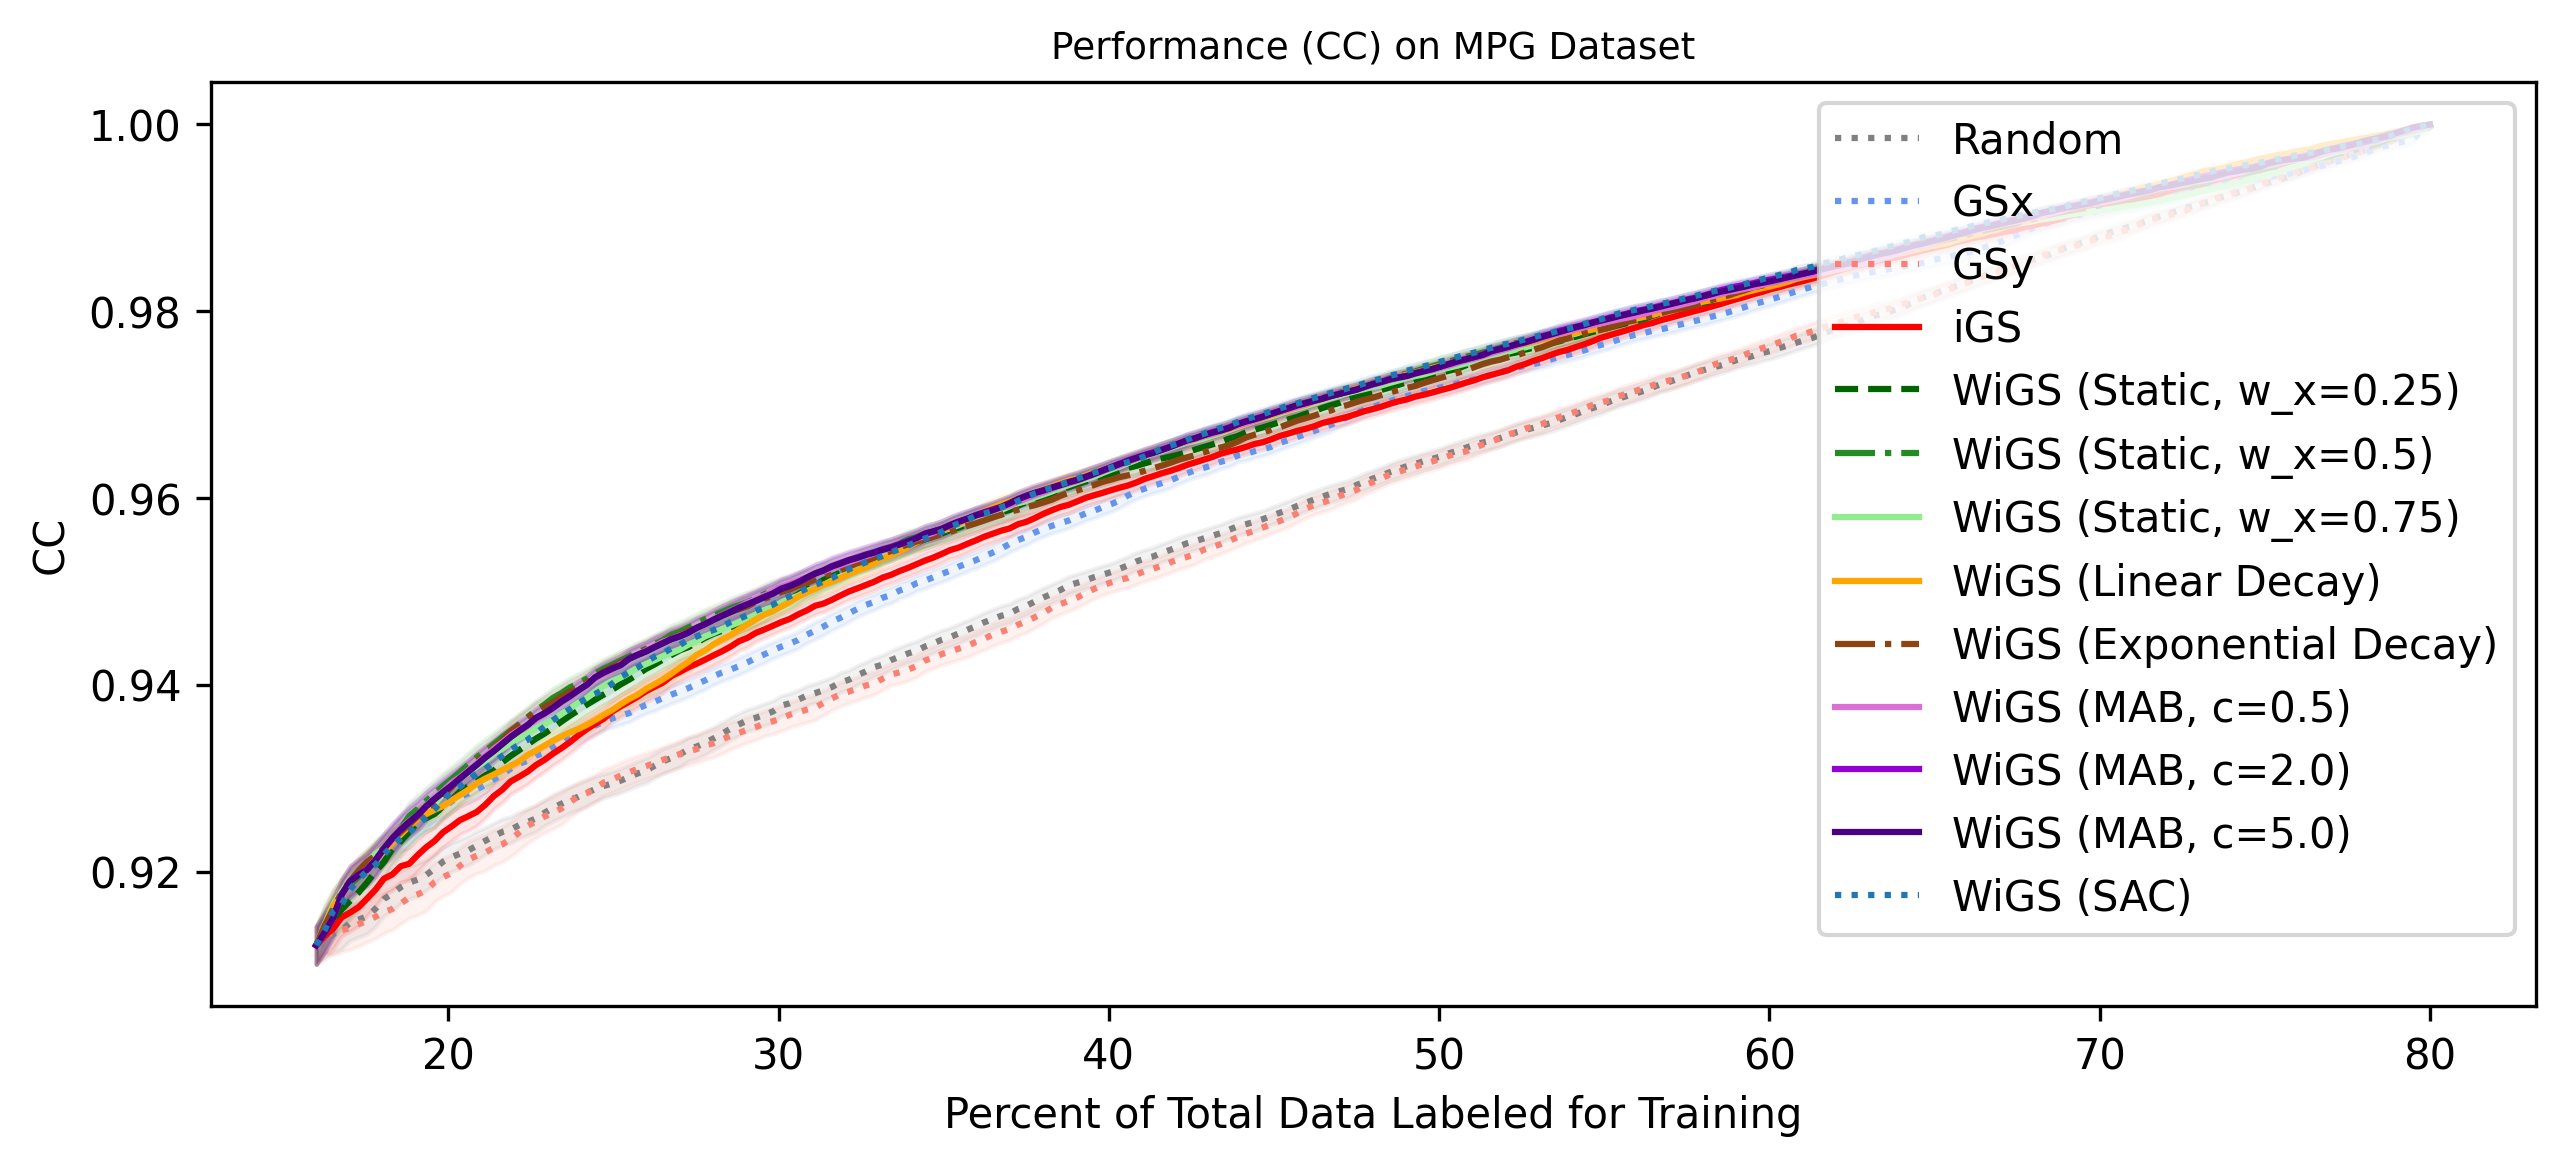 Performance (CC) on MPG Dataset
1.00
0.98
0.96
0.94
0.92
CC
20 30 40 50 60 70 80
Percent of Total Data Labeled for Training
Random
GSx
GSy
iGS
WiGS (Static, w_x=0.25)
WiGS (Static, w_x=0.5)
WiGS (Static, w_x=0.75)
WiGS (Linear Decay)
WiGS (Exponential Decay)
WiGS (MAB, c=0.5)
WiGS (MAB, c=2.0)
WiGS (MAB, c=5.0)
WiGS (SAC)